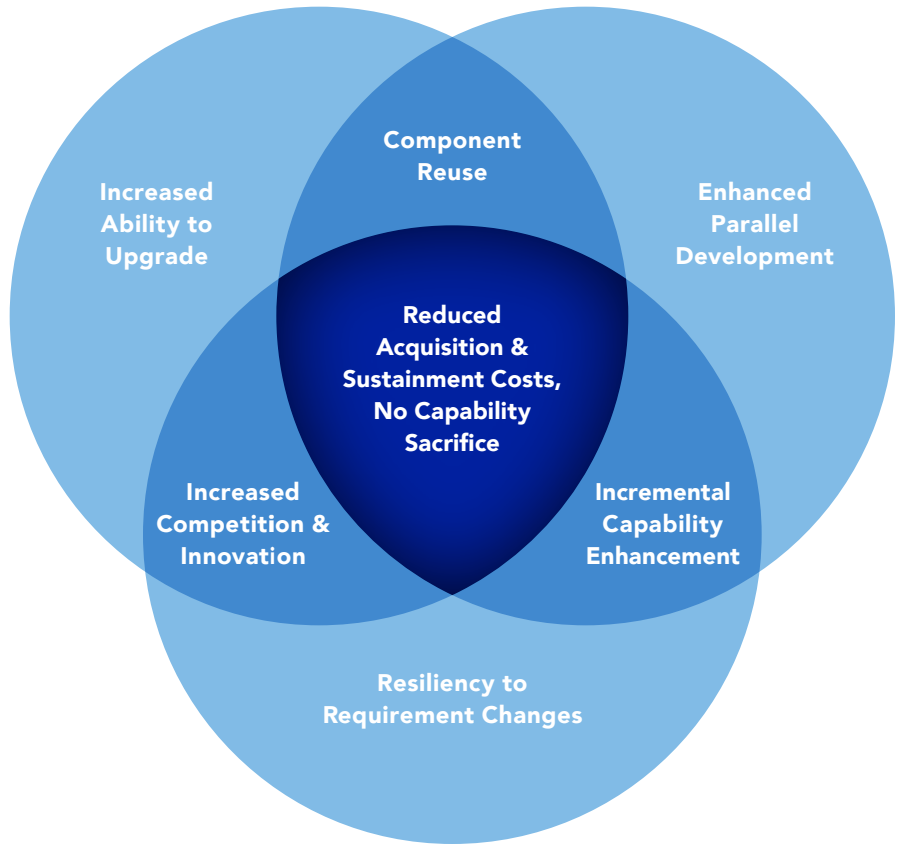 Component
Reuse
Increased
Ability to
Upgrade
Enhanced
Parallel
Development
Reduced
Acquisition &
Sustainment Costs,
No Capability
Sacrifice
Increased
Competition &
Innovation
Incremental
Capability
Enhancement
Resiliency to
Requirement Changes